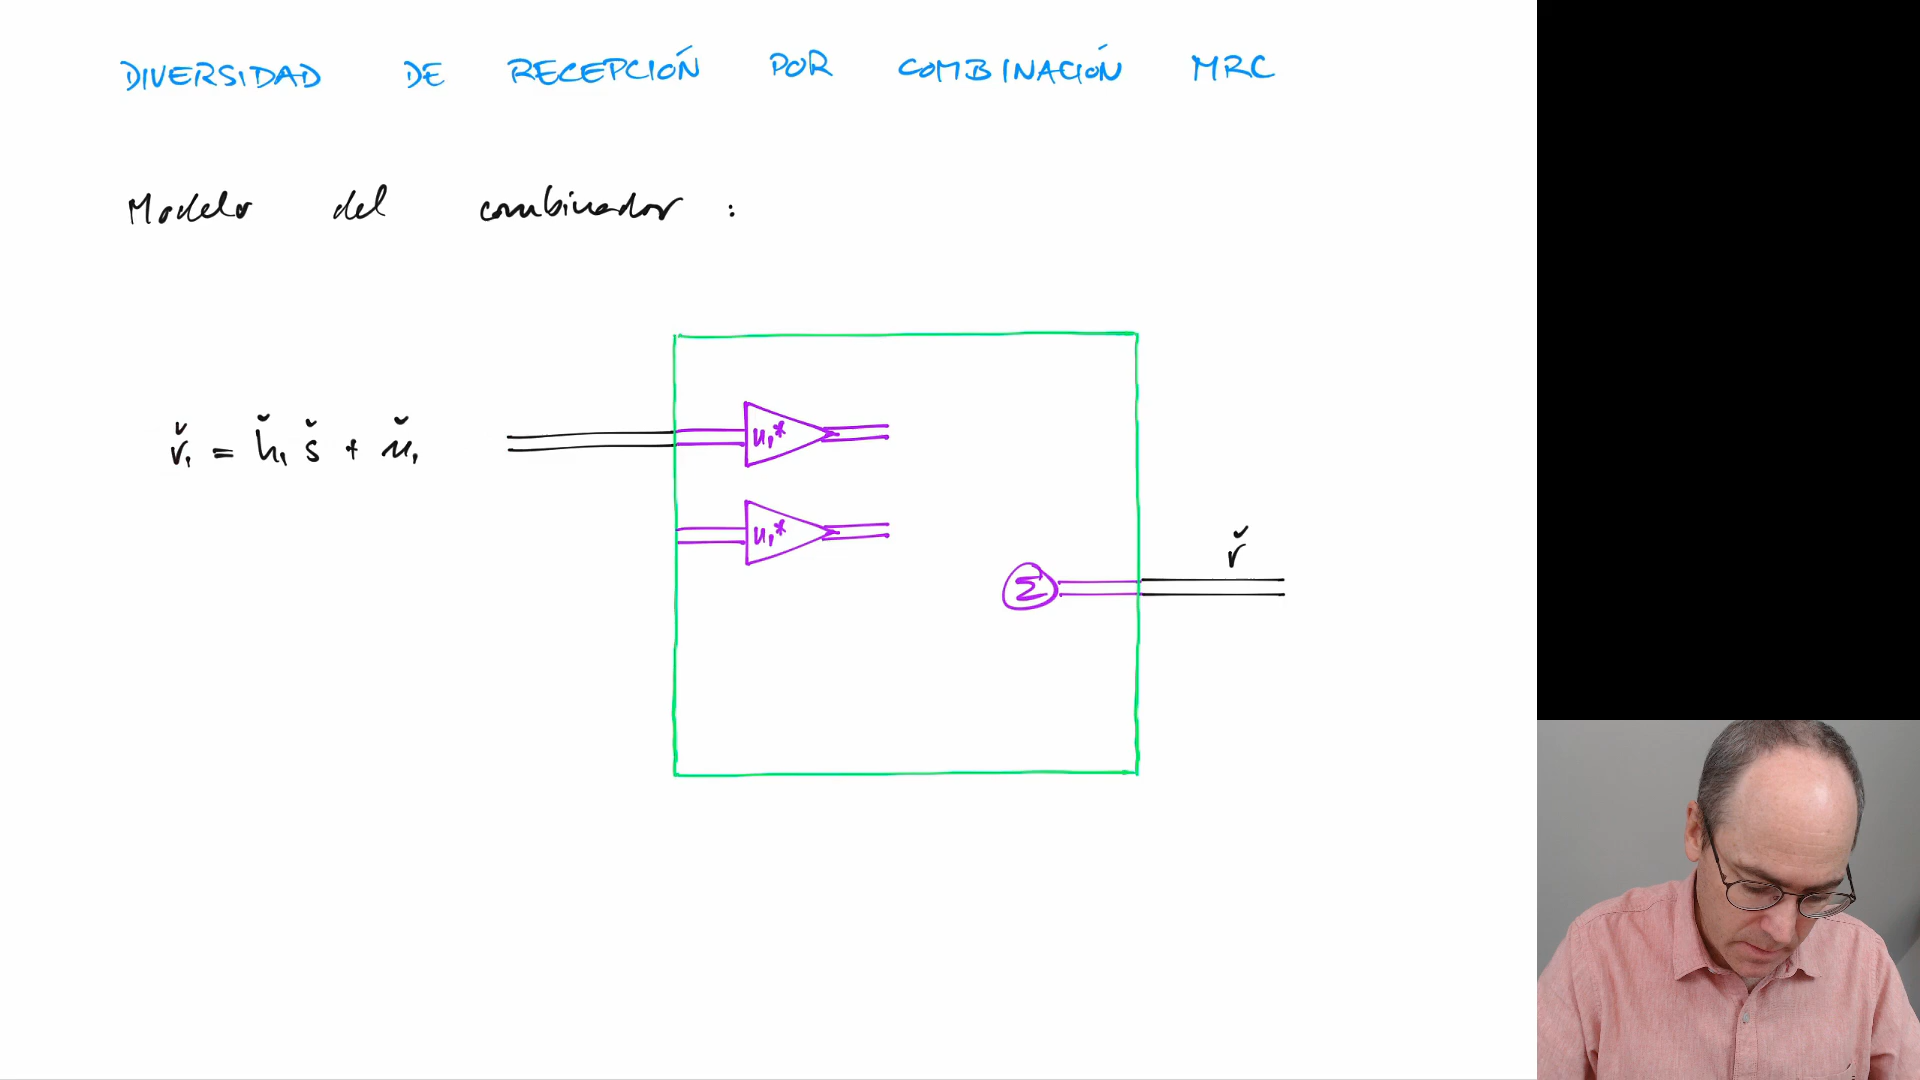 DIVERSIDAD DE RECEPCIÓN POR COMBINACIÓN MRC
Modelo del combinador :
ř₁ = ȟ₁ š + ň₁
u₁*
u₁*
Σ
ř